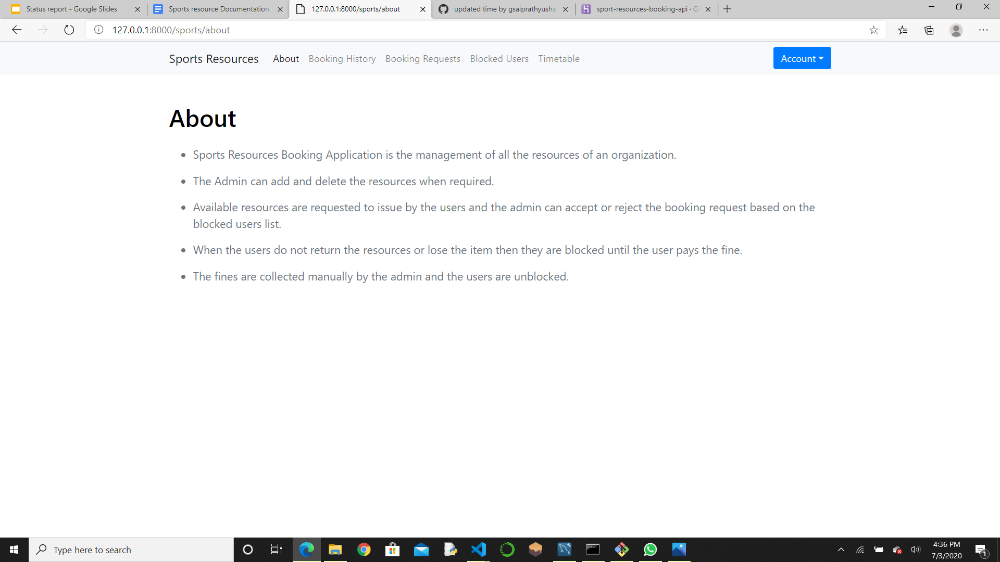 Status report - Google Slides
Sports resource Documentation
127.0.0.1:8000/sports/about
updated time by gsaiprathyusha
sport-resources-booking-api · Gi
127.0.0.1:8000/sports/about
Sports Resources About Booking History Booking Requests Blocked Users Timetable Account
About
Sports Resources Booking Application is the management of all the resources of an organization.
The Admin can add and delete the resources when required.
Available resources are requested to issue by the users and the admin can accept or reject the booking request based on the
blocked users list.
When the users do not return the resources or lose the item then they are blocked until the user pays the fine.
The fines are collected manually by the admin and the users are unblocked.
Type here to search
4:36 PM
7/3/2020
1